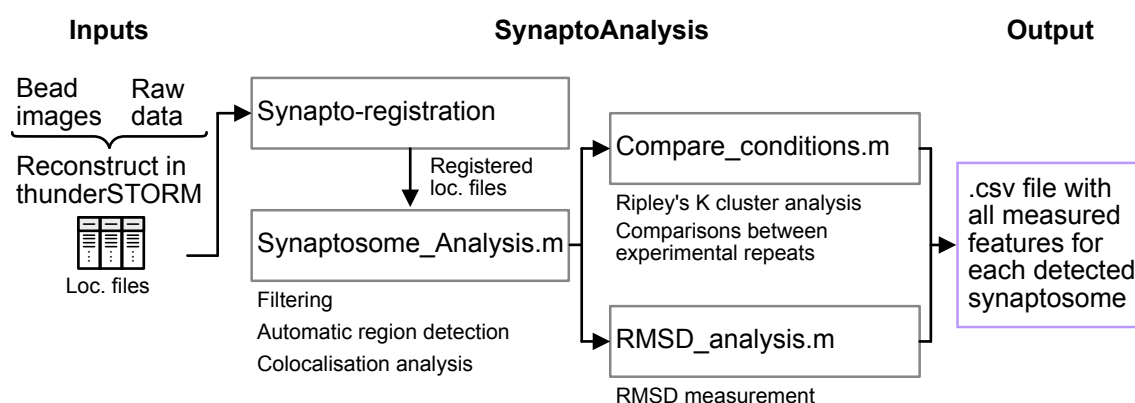 Inputs
SynaptoAnalysis
Output
Bead
images
Raw
data
Reconstruct in
thunderSTORM
Loc. files
Synapto-registration
Registered
loc. files
Synaptosome_Analysis.m
Filtering
Automatic region detection
Colocalisation analysis
Compare_conditions.m
Ripley's K cluster analysis
Comparisons between
experimental repeats
RMSD_analysis.m
RMSD measurement
.csv file with
all measured
features for
each detected
synaptosome